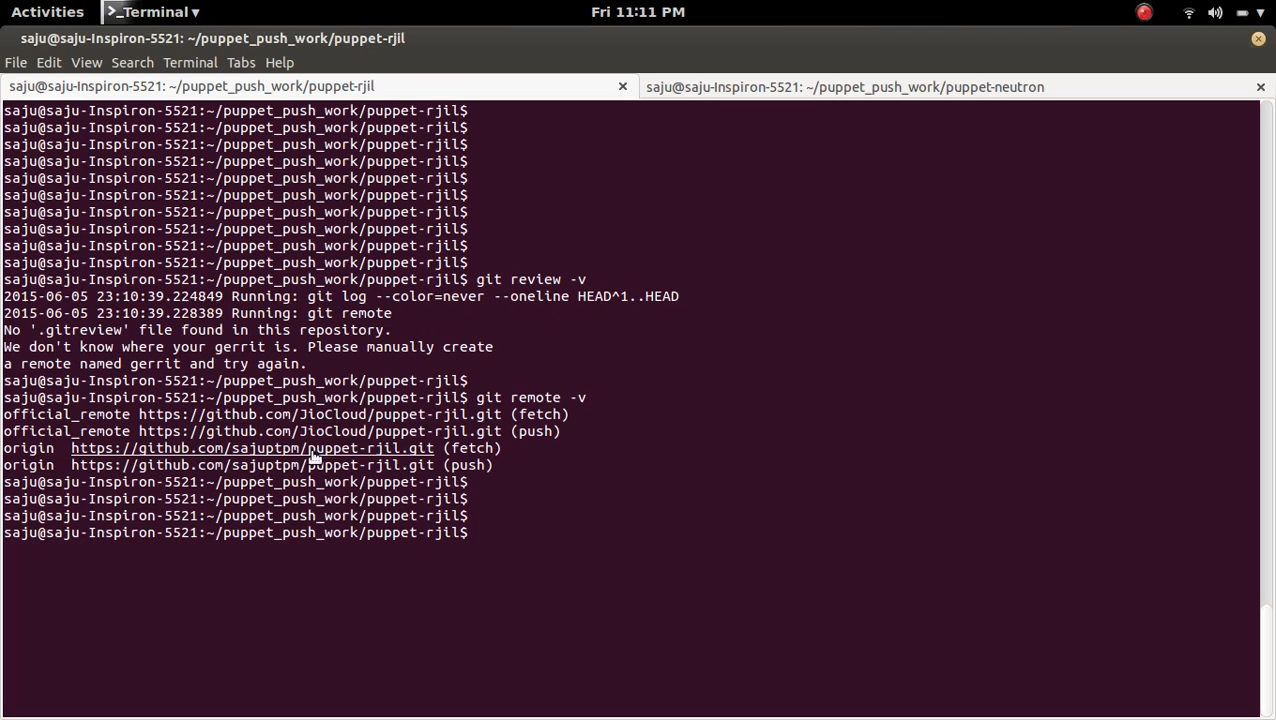 Activities Terminal Fri 11:11 PM
saju@saju-Inspiron-5521: ~/puppet_push_work/puppet-rjil
File Edit View Search Terminal Tabs Help
saju@saju-Inspiron-5521: ~/puppet_push_work/puppet-rjil saju@saju-Inspiron-5521: ~/puppet_push_work/puppet-neutron
saju@saju-Inspiron-5521:~/puppet_push_work/puppet-rjil$
saju@saju-Inspiron-5521:~/puppet_push_work/puppet-rjil$
saju@saju-Inspiron-5521:~/puppet_push_work/puppet-rjil$
saju@saju-Inspiron-5521:~/puppet_push_work/puppet-rjil$
saju@saju-Inspiron-5521:~/puppet_push_work/puppet-rjil$
saju@saju-Inspiron-5521:~/puppet_push_work/puppet-rjil$
saju@saju-Inspiron-5521:~/puppet_push_work/puppet-rjil$
saju@saju-Inspiron-5521:~/puppet_push_work/puppet-rjil$
saju@saju-Inspiron-5521:~/puppet_push_work/puppet-rjil$
saju@saju-Inspiron-5521:~/puppet_push_work/puppet-rjil$
saju@saju-Inspiron-5521:~/puppet_push_work/puppet-rjil$ git review -v
2015-06-05 23:10:39.224849 Running: git log --color=never --oneline HEAD^1..HEAD
2015-06-05 23:10:39.228389 Running: git remote
No '.gitreview' file found in this repository.
We don't know where your gerrit is. Please manually create
a remote named gerrit and try again.
saju@saju-Inspiron-5521:~/puppet_push_work/puppet-rjil$
saju@saju-Inspiron-5521:~/puppet_push_work/puppet-rjil$ git remote -v
official_remote https://github.com/JioCloud/puppet-rjil.git (fetch)
official_remote https://github.com/JioCloud/puppet-rjil.git (push)
origin https://github.com/sajuptpm/puppet-rjil.git (fetch)
origin https://github.com/sajuptpm/puppet-rjil.git (push)
saju@saju-Inspiron-5521:~/puppet_push_work/puppet-rjil$
saju@saju-Inspiron-5521:~/puppet_push_work/puppet-rjil$
saju@saju-Inspiron-5521:~/puppet_push_work/puppet-rjil$
saju@saju-Inspiron-5521:~/puppet_push_work/puppet-rjil$